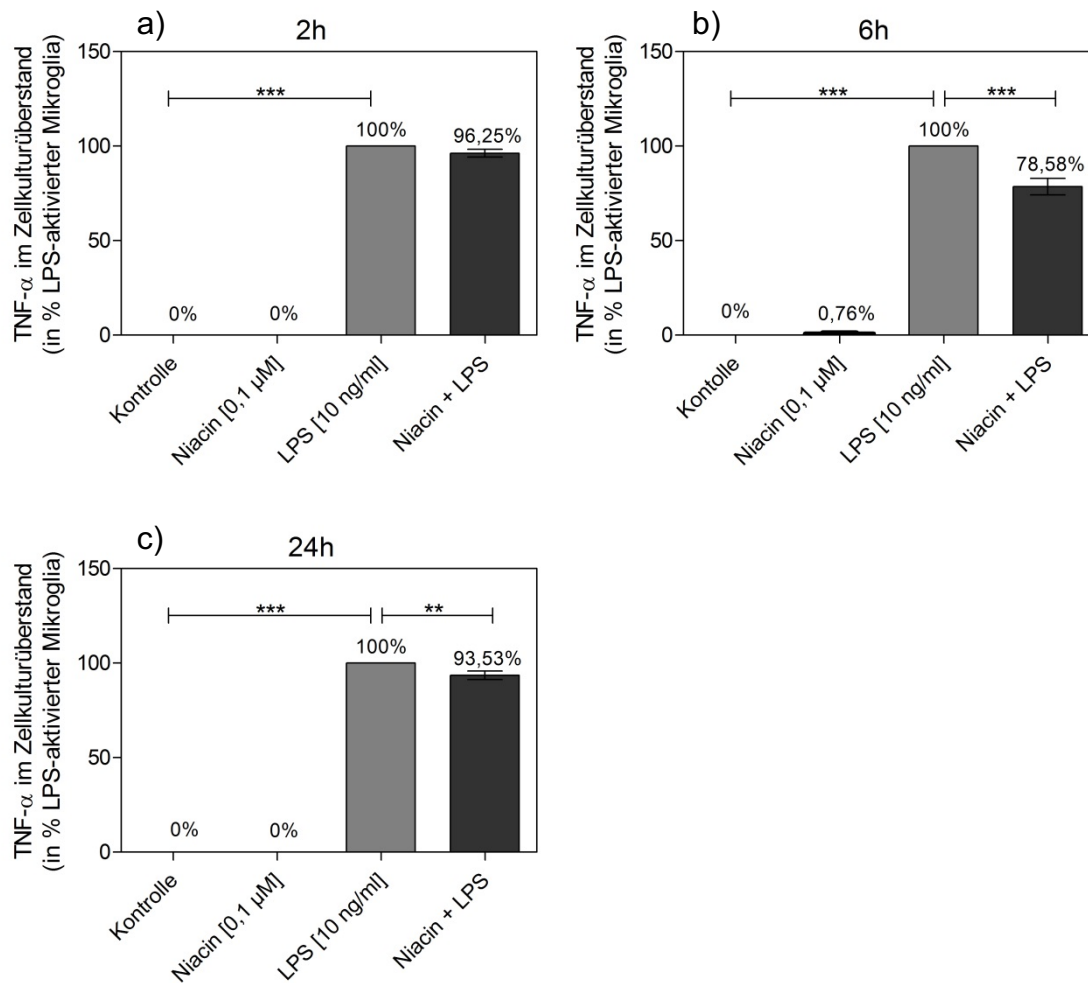 a)
2h
TNF-α im Zellkulturüberstand
(in % LPS-aktivierter Mikroglia)
150
100
50
0
***
0%
0%
100%
96,25%
Kontrolle
Niacin [0,1 µM]
LPS [10 ng/ml]
Niacin + LPS
b)
6h
TNF-α im Zellkulturüberstand
(in % LPS-aktivierter Mikroglia)
150
100
50
0
***
***
0%
0,76%
100%
78,58%
Kontolle
Niacin [0,1 µM]
LPS [10 ng/ml]
Niacin + LPS
c)
24h
TNF-α im Zellkulturüberstand
(in % LPS-aktivierter Mikroglia)
150
100
50
0
***
**
0%
0%
100%
93,53%
Kontrolle
Niacin [0,1 µM]
LPS [10 ng/ml]
Niacin + LPS